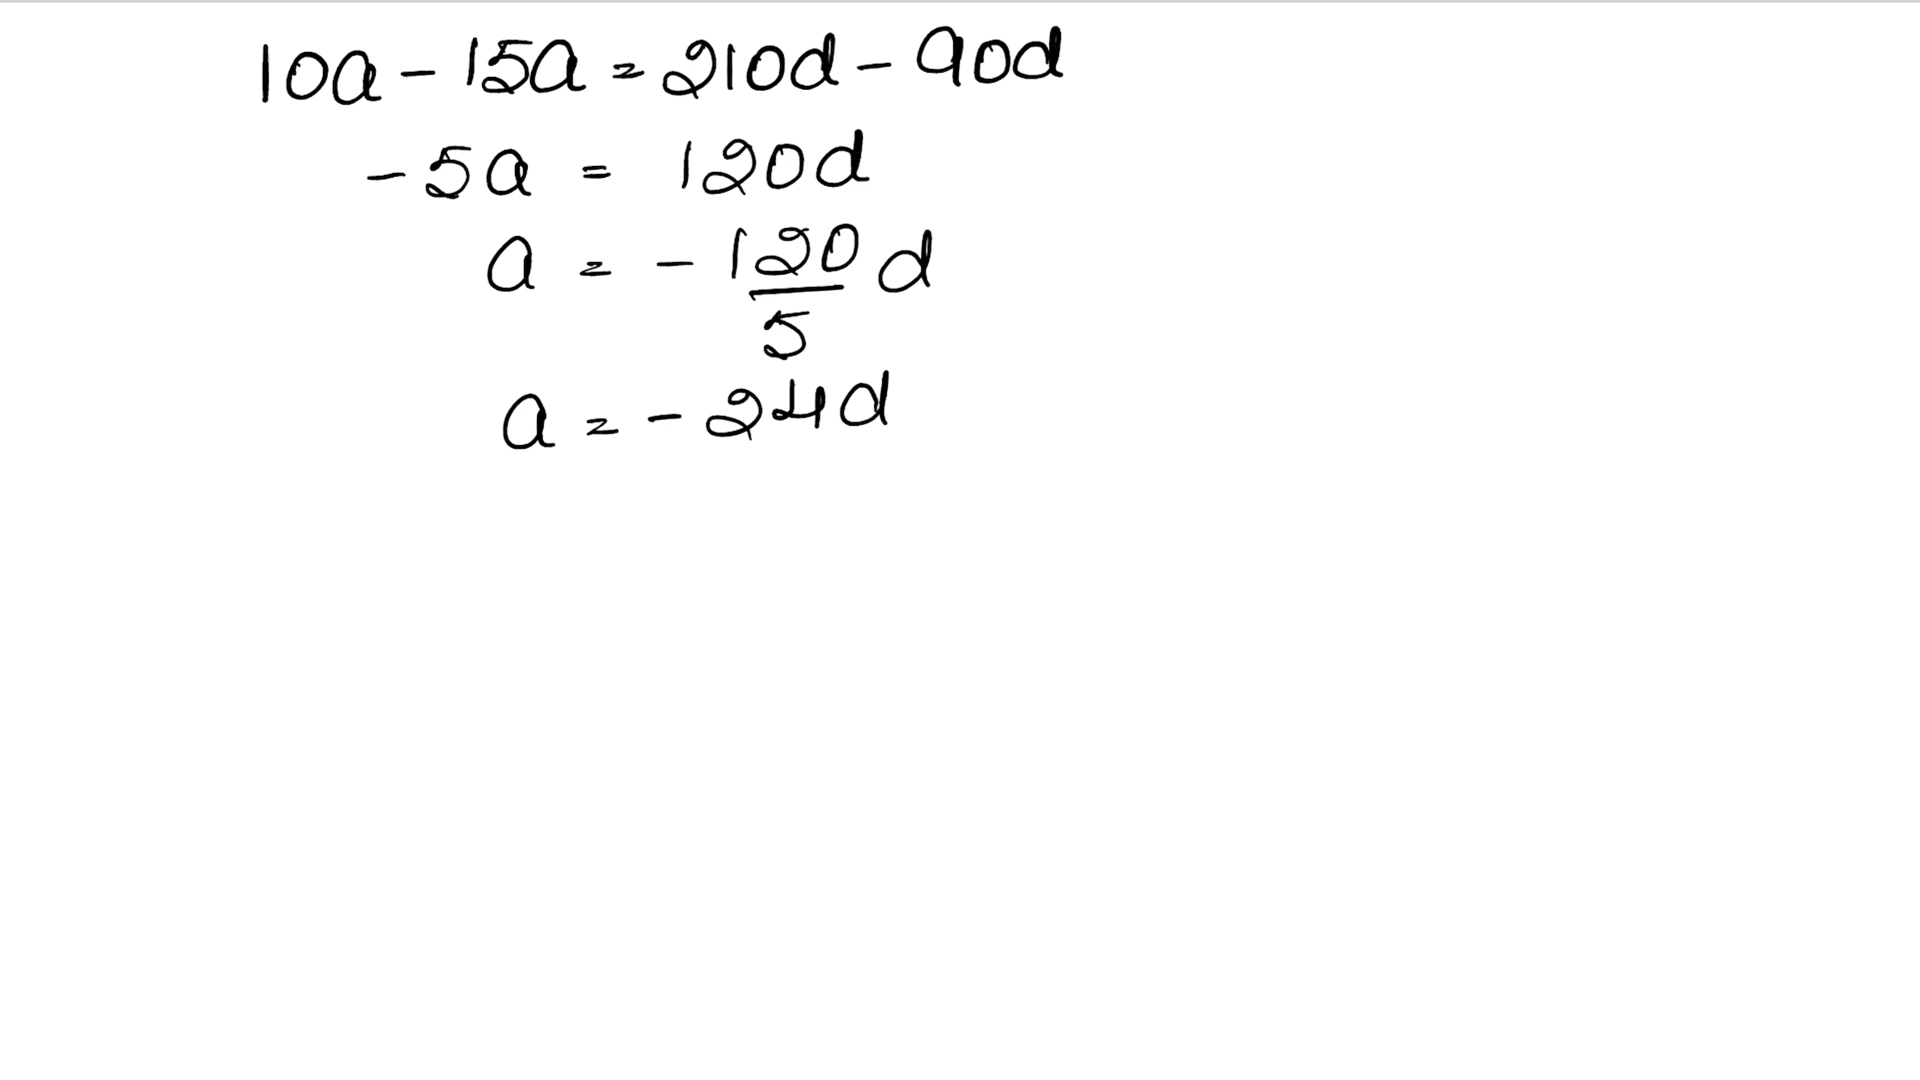 10a - 15a = 210d - 90d
- 5a = 120d
a = - 120/5 d
a = - 24d